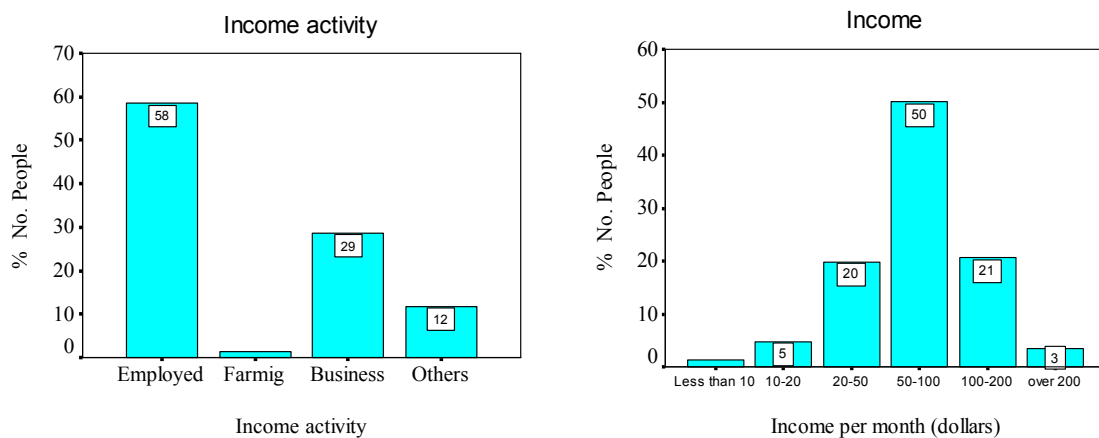 Income activity
% No. People
70
60
50
40
30
20
10
0
58
29
12
Employed Farmig Business Others
Income activity
Income
% No. People
60
50
40
30
20
10
0
5
20
50
21
3
Less than 10 10-20 20-50 50-100 100-200 over 200
Income per month (dollars)